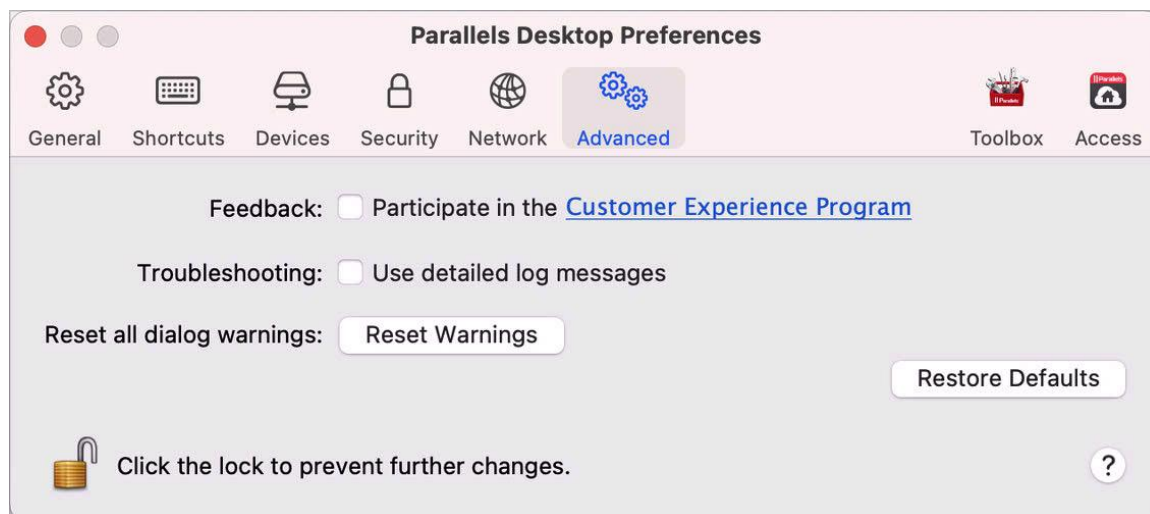 Parallels Desktop Preferences
General Shortcuts Devices Security Network Advanced Toolbox Access
Feedback: Participate in the Customer Experience Program
Troubleshooting: Use detailed log messages
Reset all dialog warnings: Reset Warnings
Restore Defaults
Click the lock to prevent further changes. ?